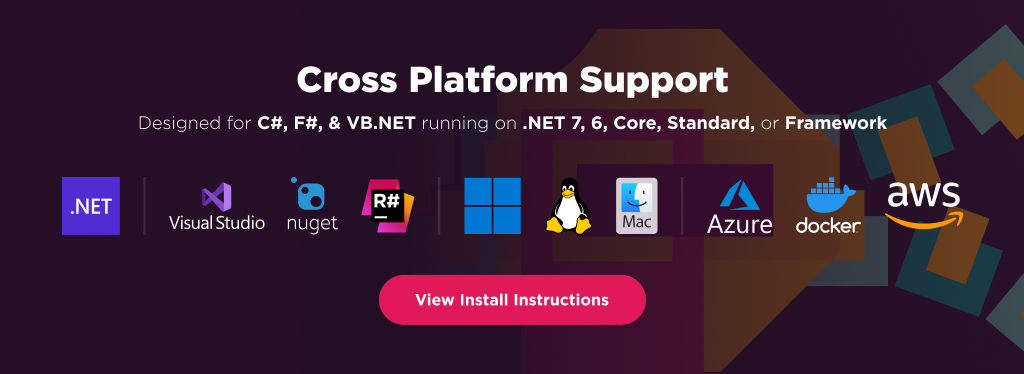 Cross Platform Support
Designed for C#, F#, & VB.NET running on .NET 7, 6, Core, Standard, or Framework
.NET
Visual Studio
nuget
R#
Mac
Azure
docker
aws
View Install Instructions